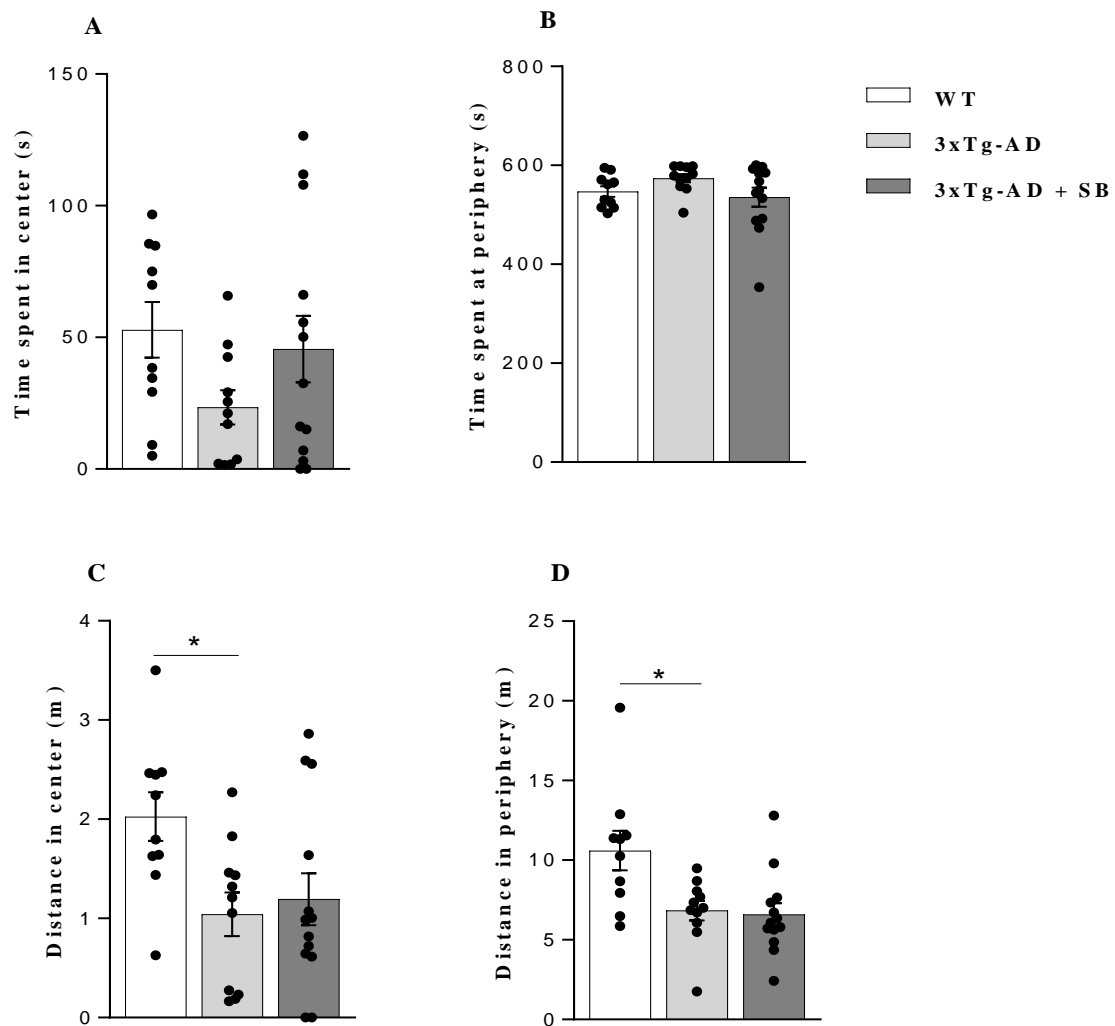 A
Time spent in center (s)
150
100
50
0
B
Time spent at periphery (s)
800
600
400
200
0
WT
3xTg-AD
3xTg-AD + SB
C
Distance in center (m)
4
3
2
1
0
*
D
Distance in periphery (m)
25
20
15
10
5
0
*